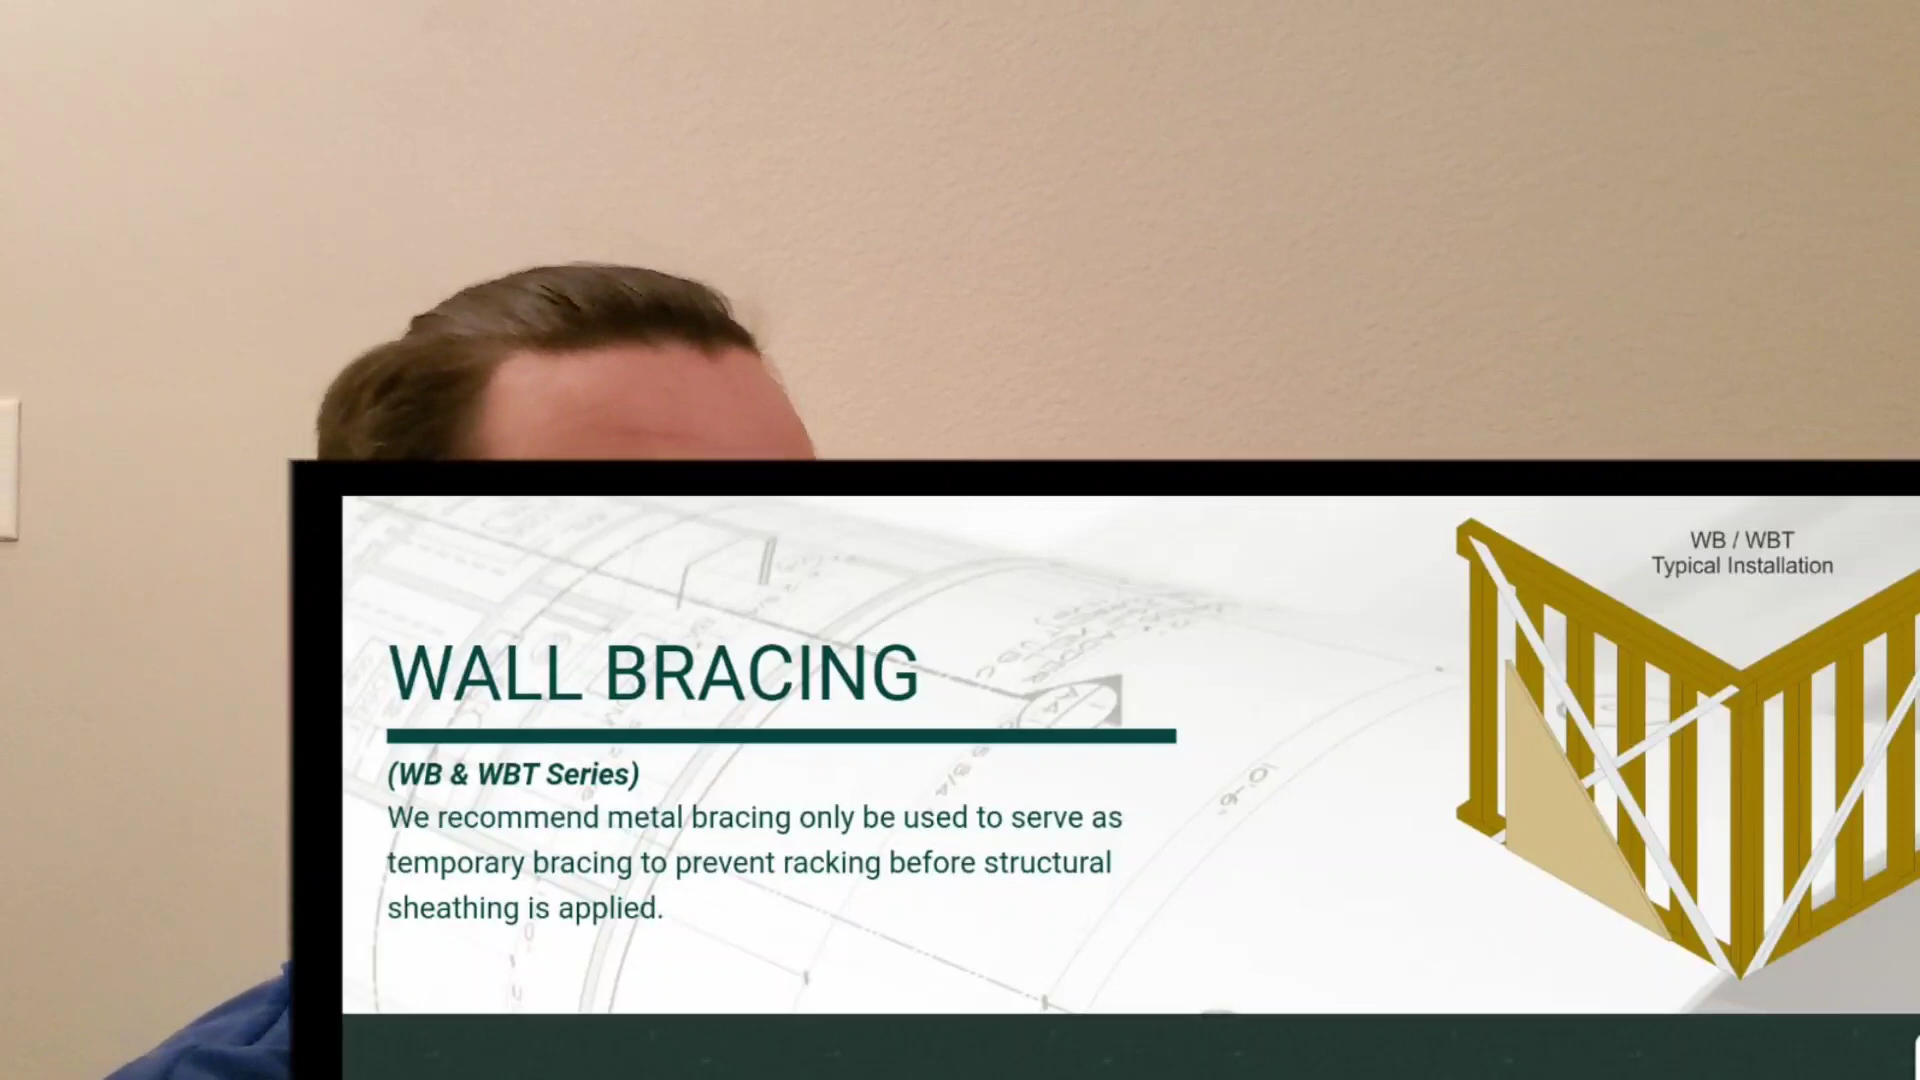 WB / WBT
Typical Installation
WALL BRACING
(WB & WBT Series)
We recommend metal bracing only be used to serve as
temporary bracing to prevent racking before structural
sheathing is applied.